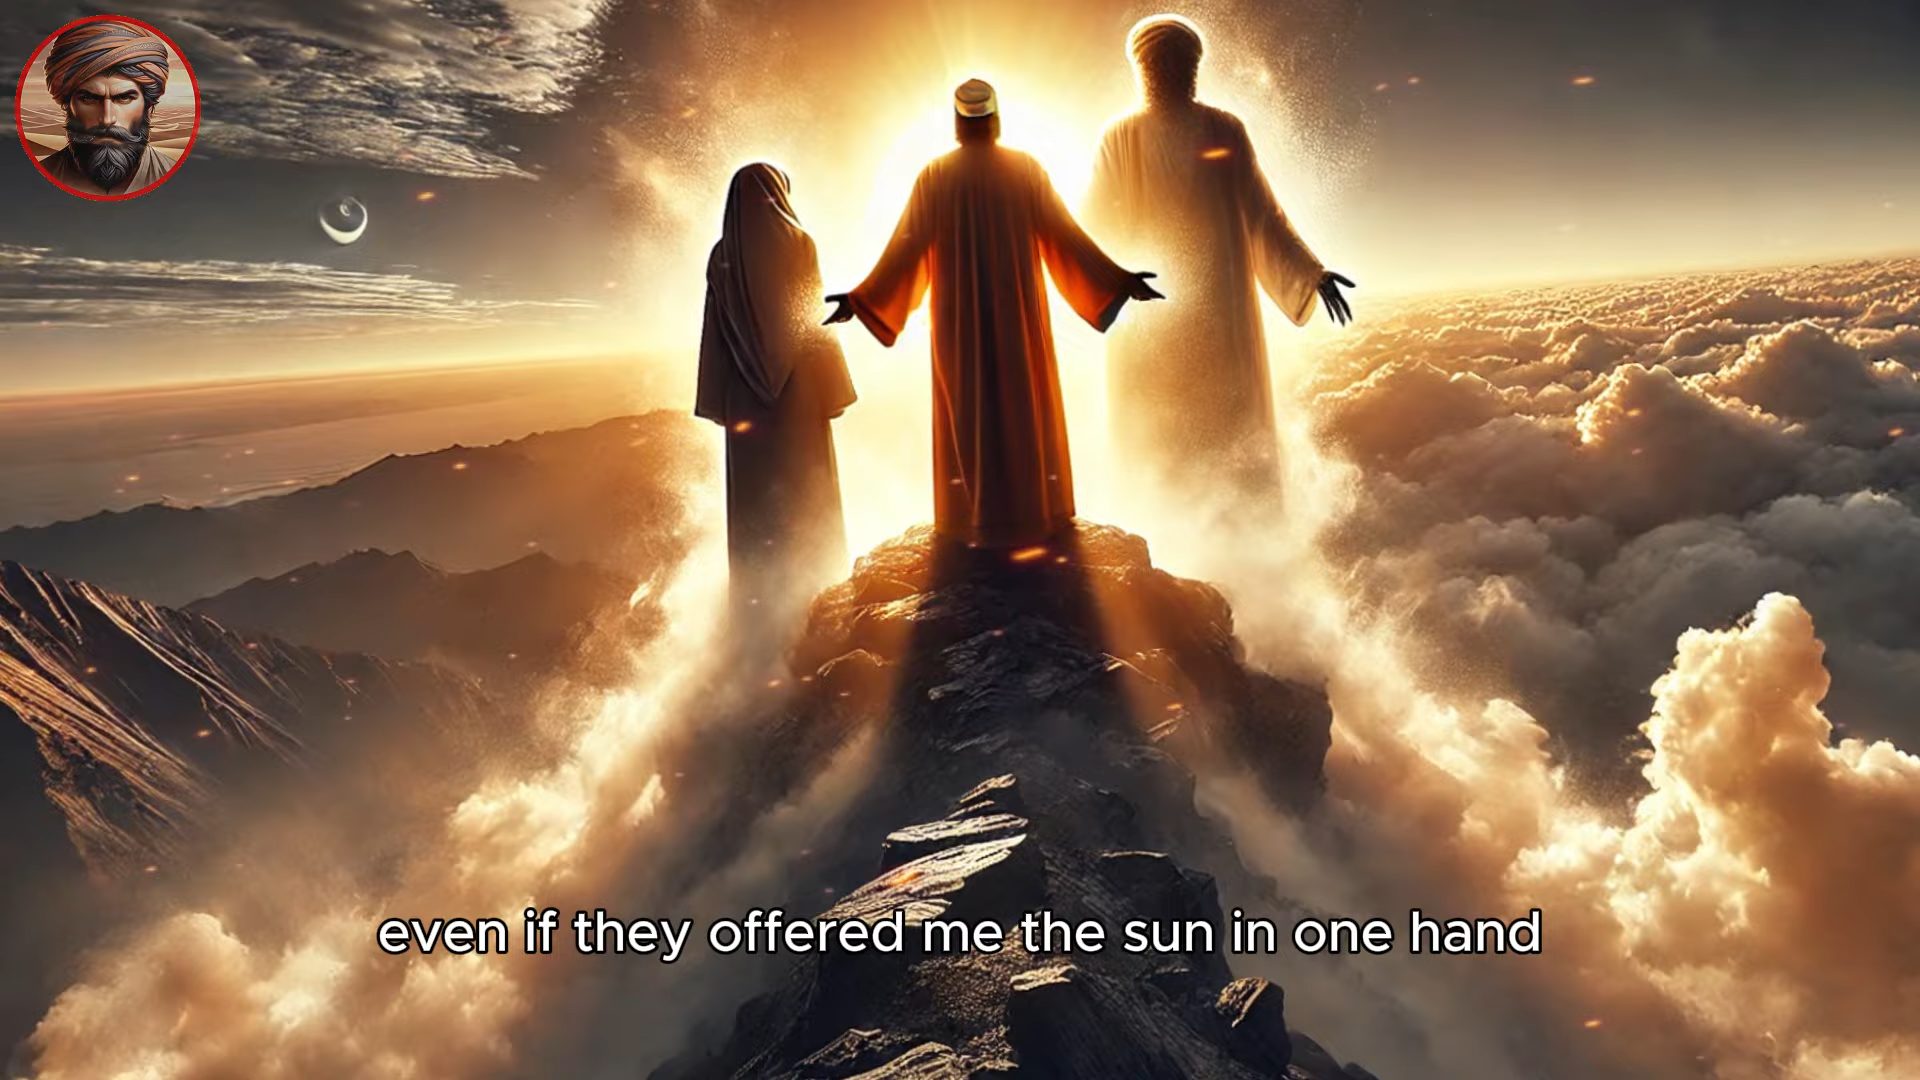 even if they offered me the sun in one hand